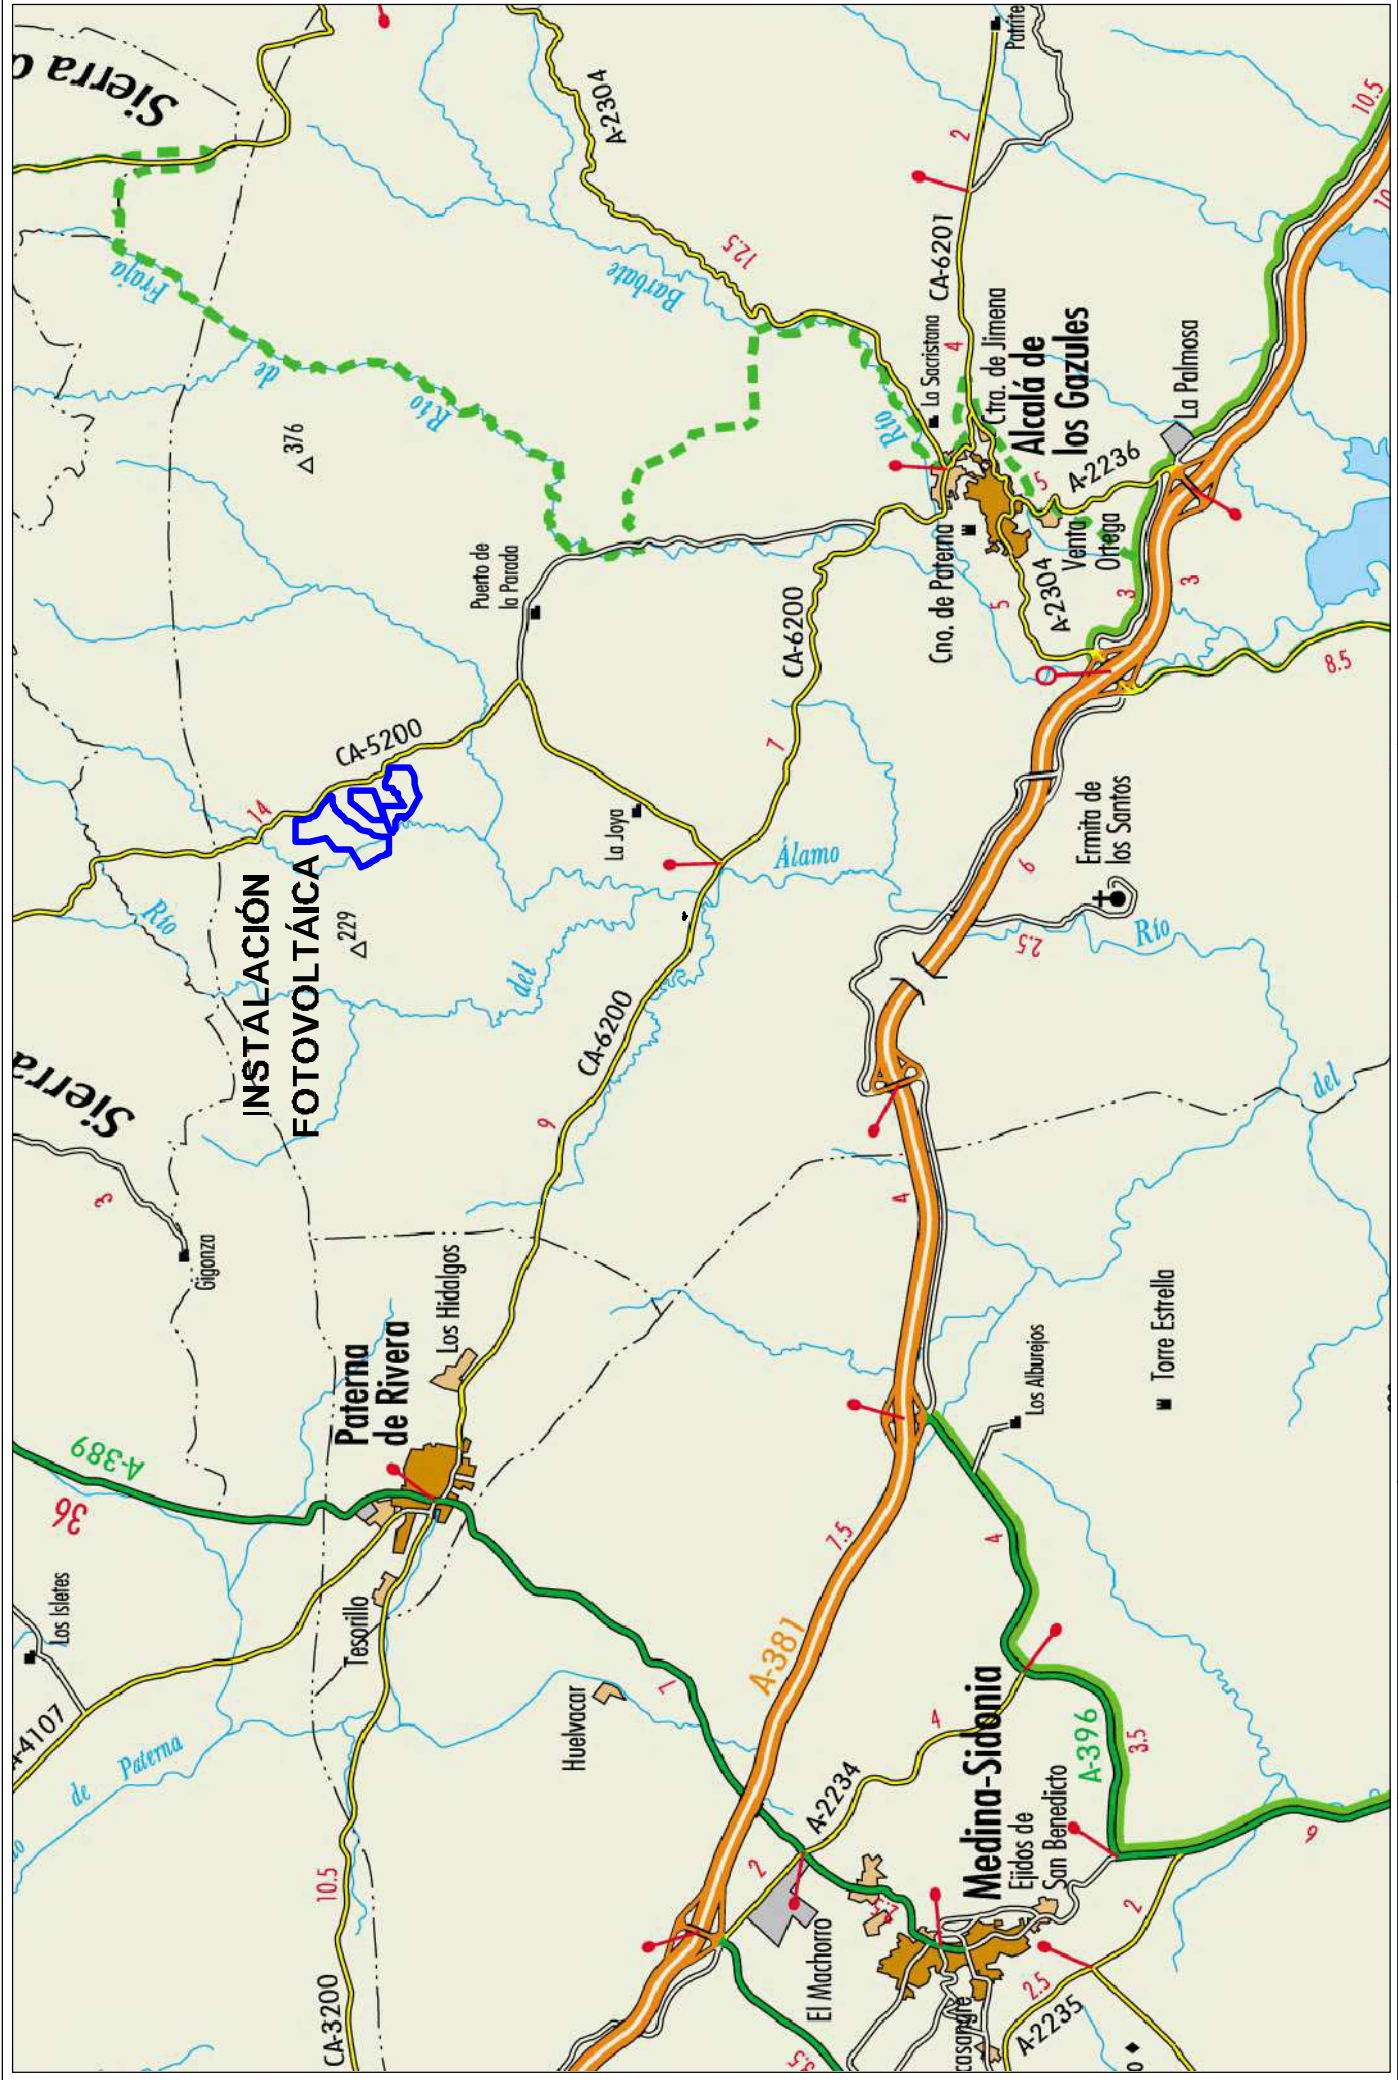 Sierra
Sierra
A-2304
Patrite
2
10.5
10
12.5
Fraja
de
Río
Barbate
Río
376
CA-6201
La Sacristana
4
Ctra. de Jimena
Alcalá de
los Gazules
La Palmosa
5
A-2236
Venta
Ortega
3
3
Cno. de Paterna
5
A-2304
8.5
Puerto de
la Parada
CA-6200
7
CA-5200
14
La Joya
Álamo
6
Ermita de
los Santos
2.5
Río
Río
INSTALACIÓN
FOTOVOLTÁICA
229
del
CA-6200
9
del
3
Gigonza
4
Los Hidalgos
Paterna
de Rivera
Torre Estrella
Los Alburejos
A-389
36
4
7.5
Los Isletes
Tesorillo
A-381
7
Huelvacar
A-4107
de Paterna
4
A-2234
Medina-Sidonia
Ejidos de
San Benedicto
A-396
3.5
9
2
10.5
El Machorro
2
2.5
A-2235
CA-3200
3.5